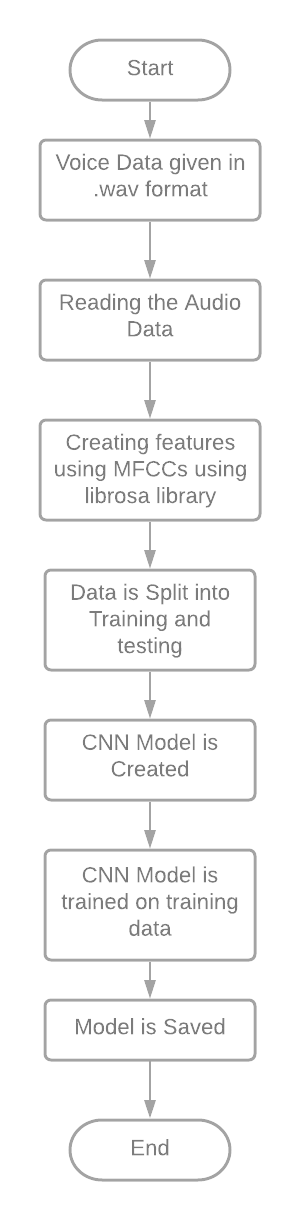 Start
Voice Data given in
.wav format
Reading the Audio
Data
Creating features
using MFCCs using
librosa library
Data is Split into
Training and
testing
CNN Model is
Created
CNN Model is
trained on training
data
Model is Saved
End